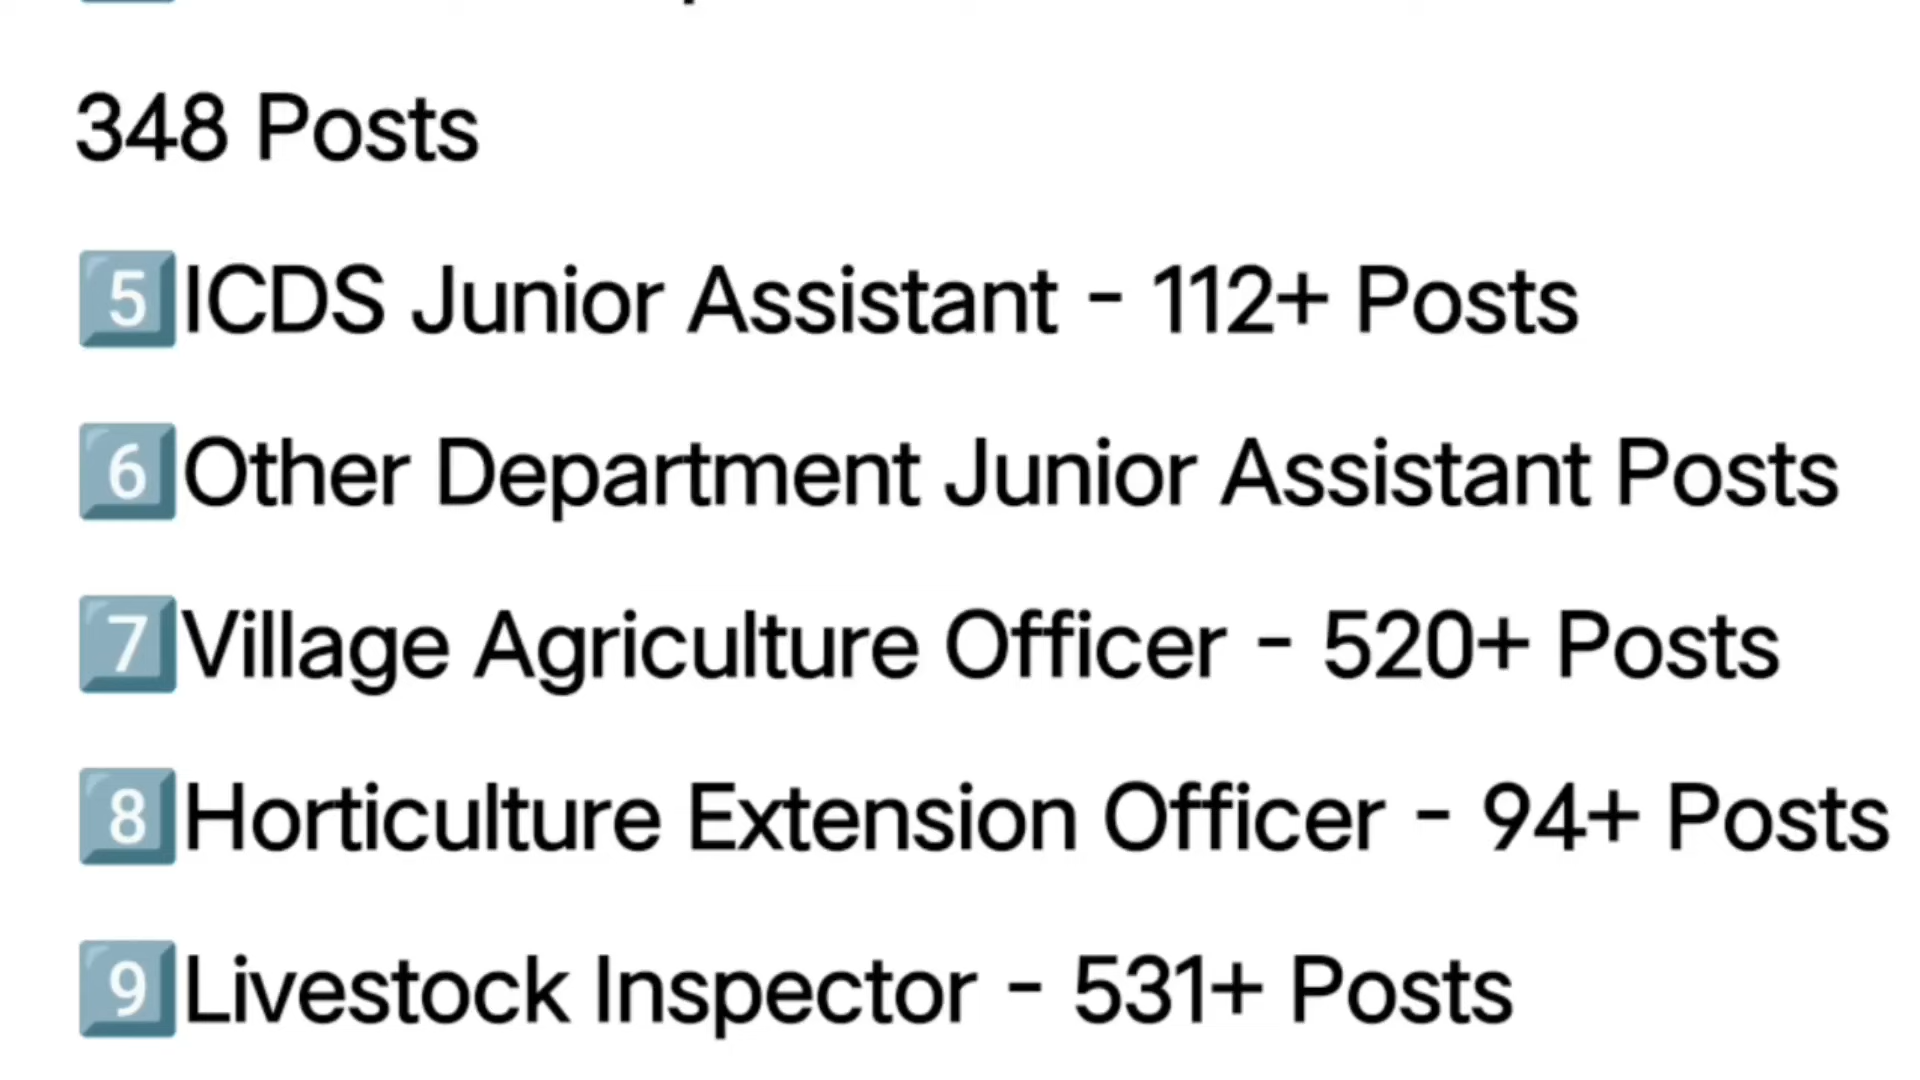 348 Posts
5️⃣ICDS Junior Assistant - 112+ Posts
6️⃣Other Department Junior Assistant Posts
7️⃣Village Agriculture Officer - 520+ Posts
8️⃣Horticulture Extension Officer - 94+ Posts
9️⃣Livestock Inspector - 531+ Posts